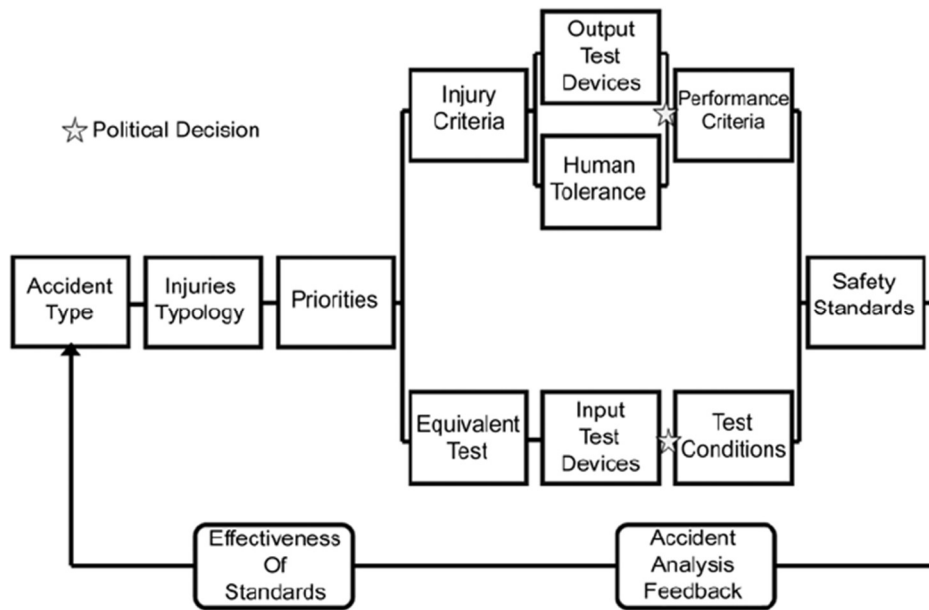 Output
Test
Devices
Injury
Criteria
Performance
Criteria
Political Decision
Human
Tolerance
Accident
Type
Injuries
Typology
Priorities
Safety
Standards
Equivalent
Test
Input
Test
Devices
Test
Conditions
Effectiveness
Of
Standards
Accident
Analysis
Feedback